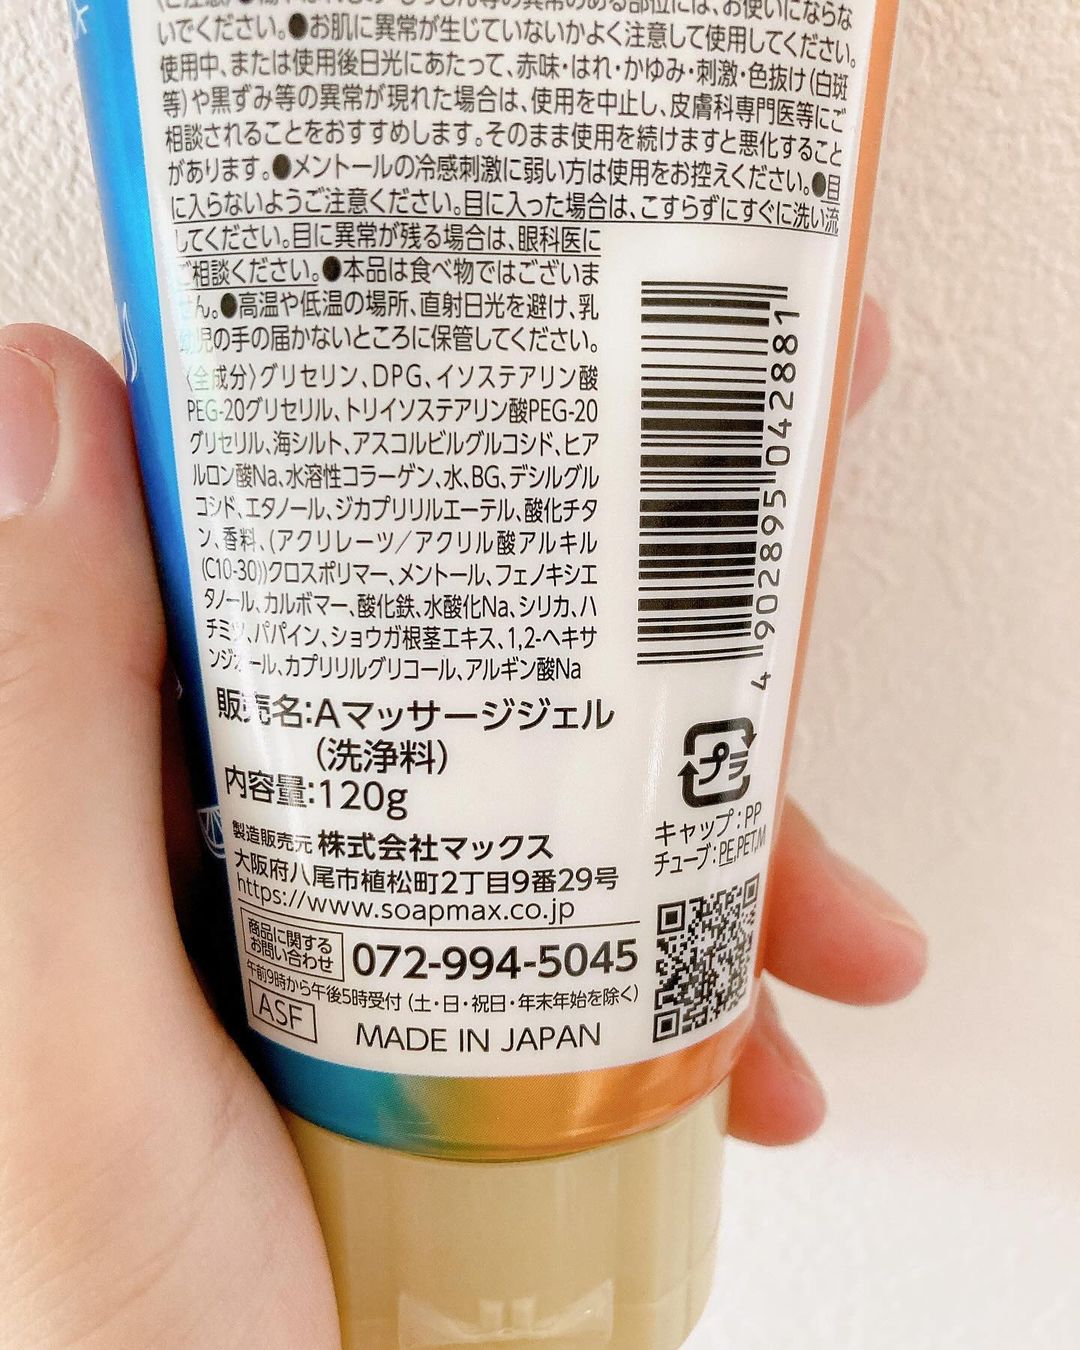 いでください。●お肌に異常が生じていないかよく注意して使用してください。
使用中、または使用後日光にあたって、赤味・はれ・かゆみ・刺激・色抜け(白斑
等)や黒ずみ等の異常が現れた場合は、使用を中止し、皮膚科専門医等にご
相談されることをおすすめします。そのまま使用を続けますと悪化すること
があります。●メントールの冷感刺激に弱い方は使用をお控えください。●目
に入らないようご注意ください。目に入った場合は、こすらずにすぐに洗い流
してください。目に異常が残る場合は、眼科医に
ご相談ください。●本品は食べ物ではございま
せん。●高温や低温の場所、直射日光を避け、乳
幼児の手の届かないところに保管してください。
〈全成分〉グリセリン、DPG、イソステアリン酸
PEG-20グリセリル、トリイソステアリン酸PEG-20
グリセリル、海シルト、アスコルビルグルコシド、ヒア
ルロン酸Na、水溶性コラーゲン、水、BG、デシルグル
コシド、エタノール、ジカプリリルエーテル、酸化チタ
ン、香料、(アクリレーツ/アクリル酸アルキル
(C10-30))クロスポリマー、メントール、フェノキシエ
タノール、カルボマー、酸化鉄、水酸化Na、シリカ、ハ
チミツ、パパイン、ショウガ根茎エキス、1,2-ヘキサ
ンジオール、カプリリルグリコール、アルギン酸Na
4 902895 042881
販売名:Aマッサージジェル
(洗浄料)
内容量:120g
プラ
キャップ:PP
チューブ:PE,PET,M
製造販売元 株式会社マックス
大阪府八尾市植松町2丁目9番29号
https://www.soapmax.co.jp
商品に関する
お問い合わせ
072-994-5045
午前9時から午後5時受付(土・日・祝日・年末年始を除く)
ASF
MADE IN JAPAN